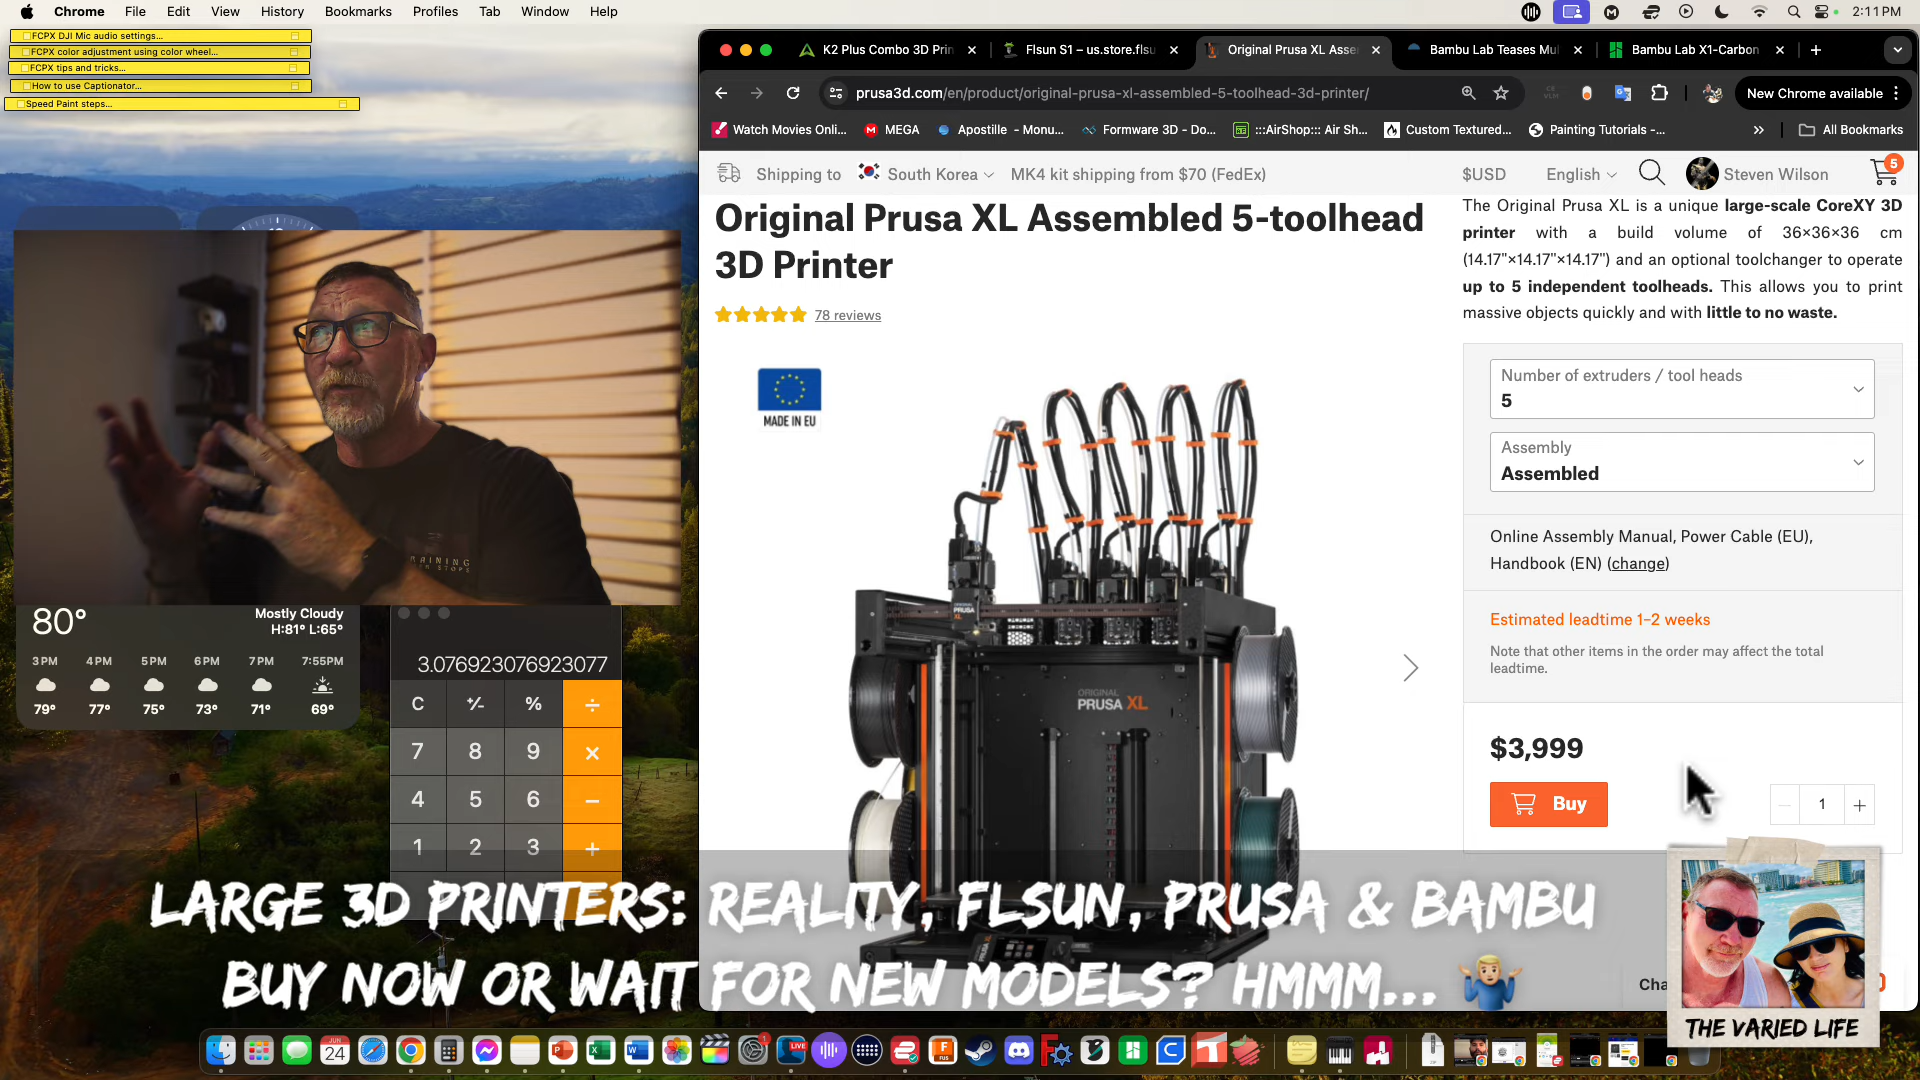 Chrome File Edit View History Bookmarks Profiles Tab Window Help
2:11 PM
FCPX DJI Mic audio settings...
FCPX color adjustment using color wheel...
FCPX tips and tricks...
How to use Captionator...
Speed Paint steps...
K2 Plus Combo 3D Prin
Flsun S1 – us.store.flsu
Original Prusa XL Asse
Bambu Lab Teases Mul
Bambu Lab X1-Carbon
prusa3d.com/en/product/original-prusa-xl-assembled-5-toolhead-3d-printer/
New Chrome available
Watch Movies Onli...
MEGA
Apostille - Monu...
Formware 3D - Do...
:::AirShop::: Air Sh...
Custom Textured...
Painting Tutorials -...
All Bookmarks
Shipping to South Korea MK4 kit shipping from $70 (FedEx)
$USD English Steven Wilson 5
Original Prusa XL Assembled 5-toolhead
3D Printer
78 reviews
MADE IN EU
ORIGINAL
PRUSA XL
The Original Prusa XL is a unique large-scale CoreXY 3D
printer with a build volume of 36×36×36 cm
(14.17"×14.17"×14.17") and an optional toolchanger to operate
up to 5 independent toolheads. This allows you to print
massive objects quickly and with little to no waste.
Number of extruders / tool heads
5
Assembly
Assembled
Online Assembly Manual, Power Cable (EU),
Handbook (EN) (change)
Estimated leadtime 1-2 weeks
Note that other items in the order may affect the total
leadtime.
$3,999
Buy
1
Cha
80°
Mostly Cloudy
H:81° L:65°
3 PM 4 PM 5 PM 6 PM 7 PM 7:55PM
79° 77° 75° 73° 71° 69°
3.076923076923077
C +/- % ÷
7 8 9 ×
4 5 6 −
1 2 3 +
LARGE 3D PRINTERS: REALITY, FLSUN, PRUSA & BAMBU
BUY NOW OR WAIT FOR NEW MODELS? HMMM...
THE VARIED LIFE
JUN
24
LIVE